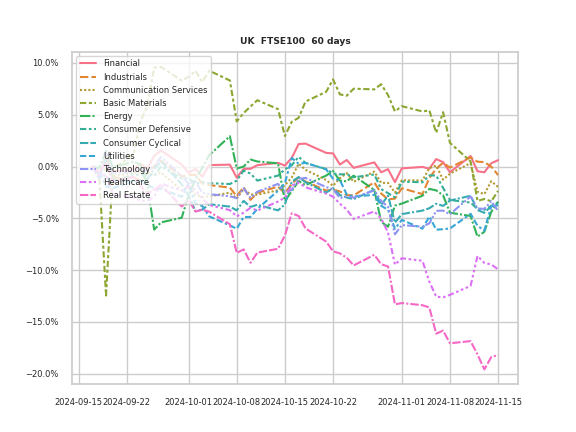 UK FTSE100 60 days
10.0%
5.0%
0.0%
−5.0%
−10.0%
−15.0%
−20.0%
Financial
Industrials
Communication Services
Basic Materials
Energy
Consumer Defensive
Consumer Cyclical
Utilities
Technology
Healthcare
Real Estate
2024-09-15 2024-09-22 2024-10-01 2024-10-08 2024-10-15 2024-10-22 2024-11-01 2024-11-08 2024-11-15